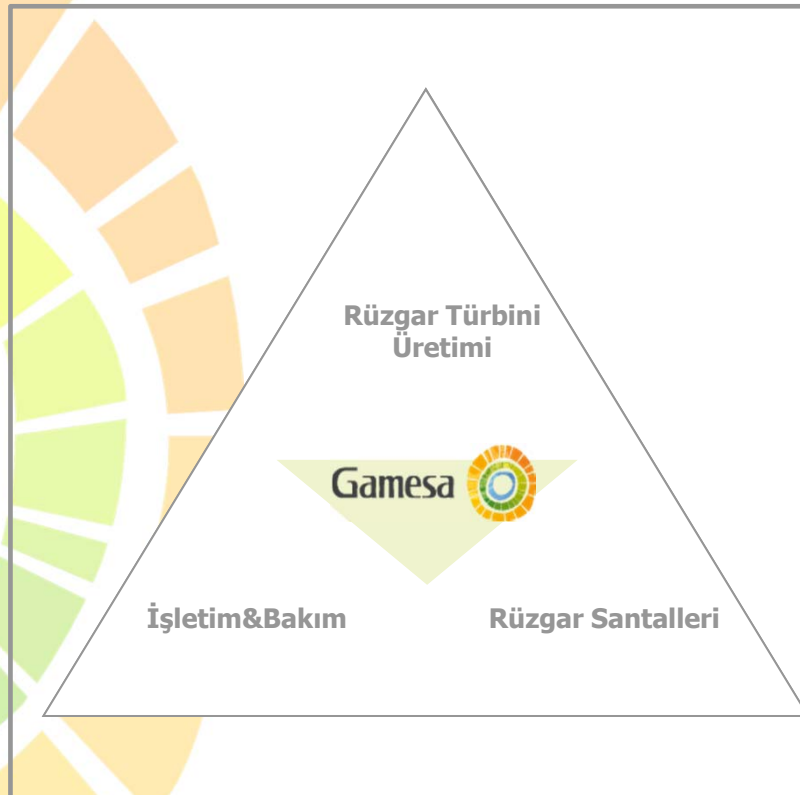 Rüzgar Türbini
Üretimi
Gamesa
İşletim&Bakım
Rüzgar Santalleri